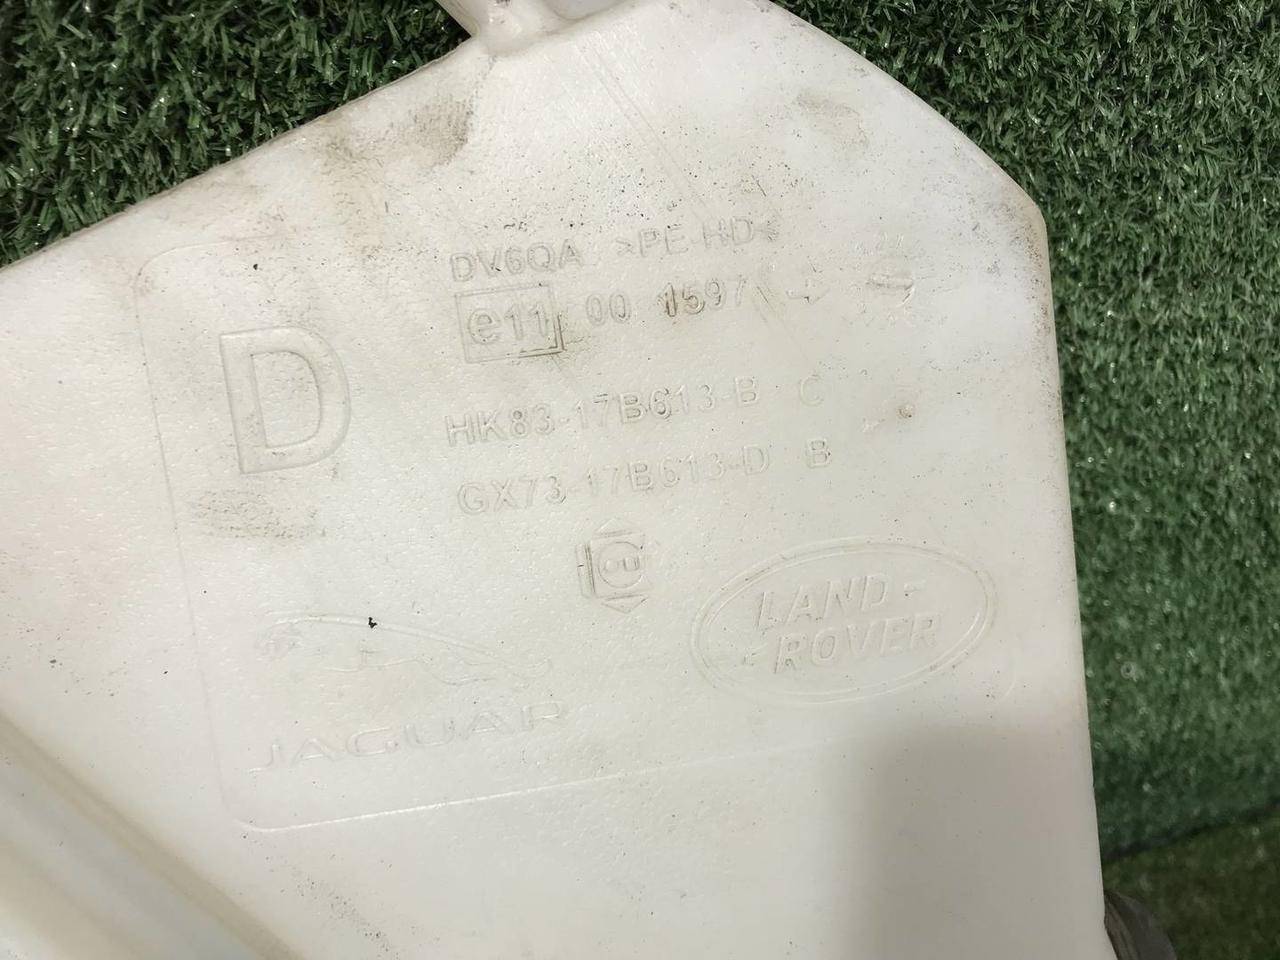 DV6QA >PE-HD<
e11 00 1597
D
HK83-17B613-B C
GX73-17B613-D B
LAND-
ROVER
JAGUAR